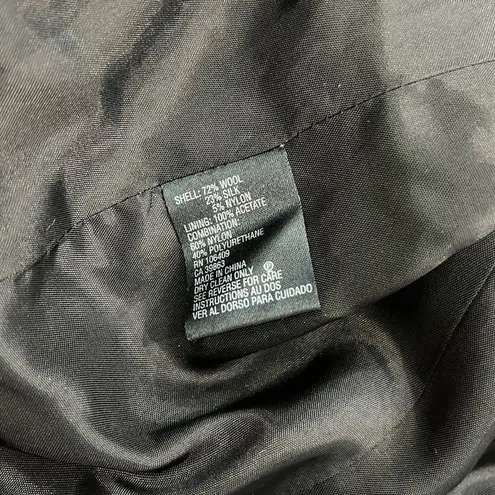 SHELL: 72% WOOL
23% SILK
5% NYLON
LINING: 100% ACETATE
COMBINATION:
60% NYLON
40% POLYURETHANE
RN 106409
CA 39863
MADE IN CHINA
DRY CLEAN ONLY Ⓟ
SEE REVERSE FOR CARE
INSTRUCTIONS AU DOS
VER AL DORSO PARA CUIDADO